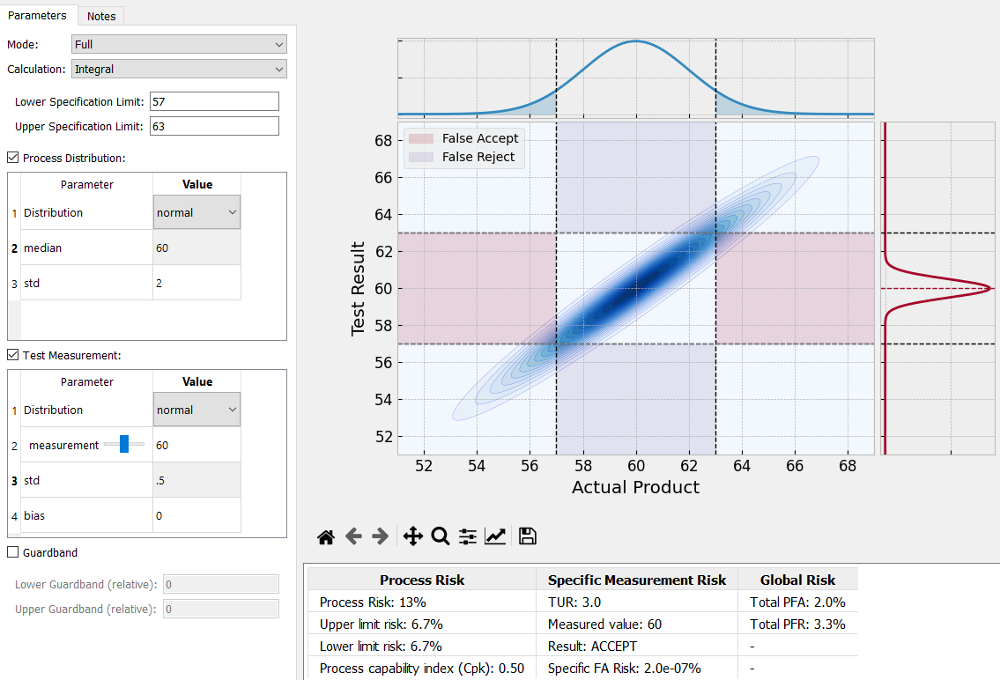 Parameters Notes
Mode: Full
Calculation: Integral
Lower Specification Limit: 57
Upper Specification Limit: 63
Process Distribution:
Parameter Value
1 Distribution normal
2 median 60
3 std 2
Test Measurement:
Parameter Value
1 Distribution normal
2 measurement 60
3 std .5
4 bias 0
Guardband
Lower Guardband (relative): 0
Upper Guardband (relative): 0
False Accept
False Reject
Test Result
68
66
64
62
60
58
56
54
52
52 54 56 58 60 62 64 66 68
Actual Product
Process Risk Specific Measurement Risk Global Risk
Process Risk: 13% TUR: 3.0 Total PFA: 2.0%
Upper limit risk: 6.7% Measured value: 60 Total PFR: 3.3%
Lower limit risk: 6.7% Result: ACCEPT -
Process capability index (Cpk): 0.50 Specific FA Risk: 2.0e-07% -